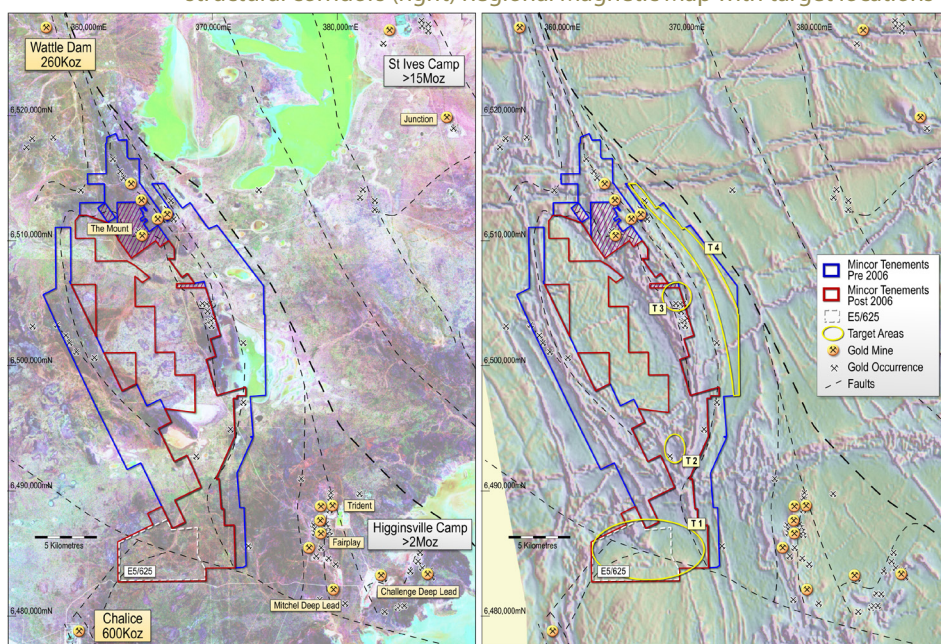 structural corridors (right) Regional magnetic map with target locations
360,000mE
370,000mE
380,000mE
Wattle Dam
260Koz
St Ives Camp
>15Moz
6,520,000mN
Junction
The Mount
6,510,000mN
6,500,000mN
6,490,000mN
Trident
Higginsville Camp
>2Moz
Fairplay
5 Kilometres
E5/625
Challenge Deep Lead
Mitchel Deep Lead
6,480,000mN
Chalice
600Koz
360,000mE
370,000mE
380,000mE
6,520,000mN
6,510,000mN
T 4
T 3
6,500,000mN
T 2
6,490,000mN
T 1
5 Kilometres
E5/625
6,480,000mN
Mincor Tenements
Pre 2006
Mincor Tenements
Post 2006
E5/625
Target Areas
Gold Mine
Gold Occurrence
Faults